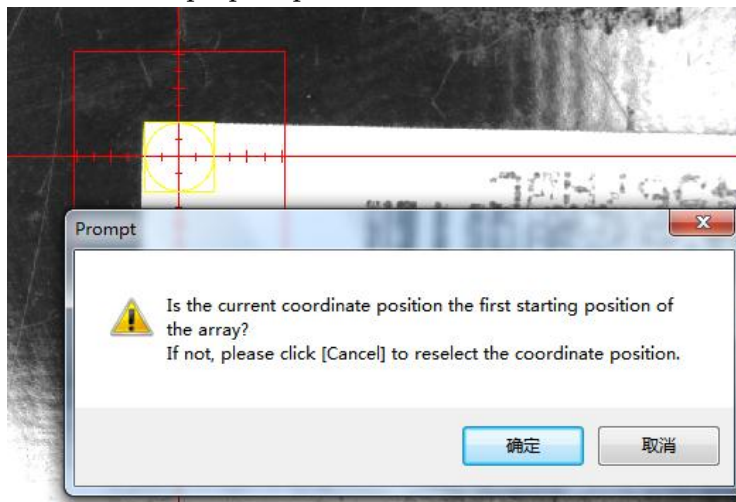 Prompt
Is the current coordinate position the first starting position of
the array?
If not, please click [Cancel] to reselect the coordinate position.
确定
取消